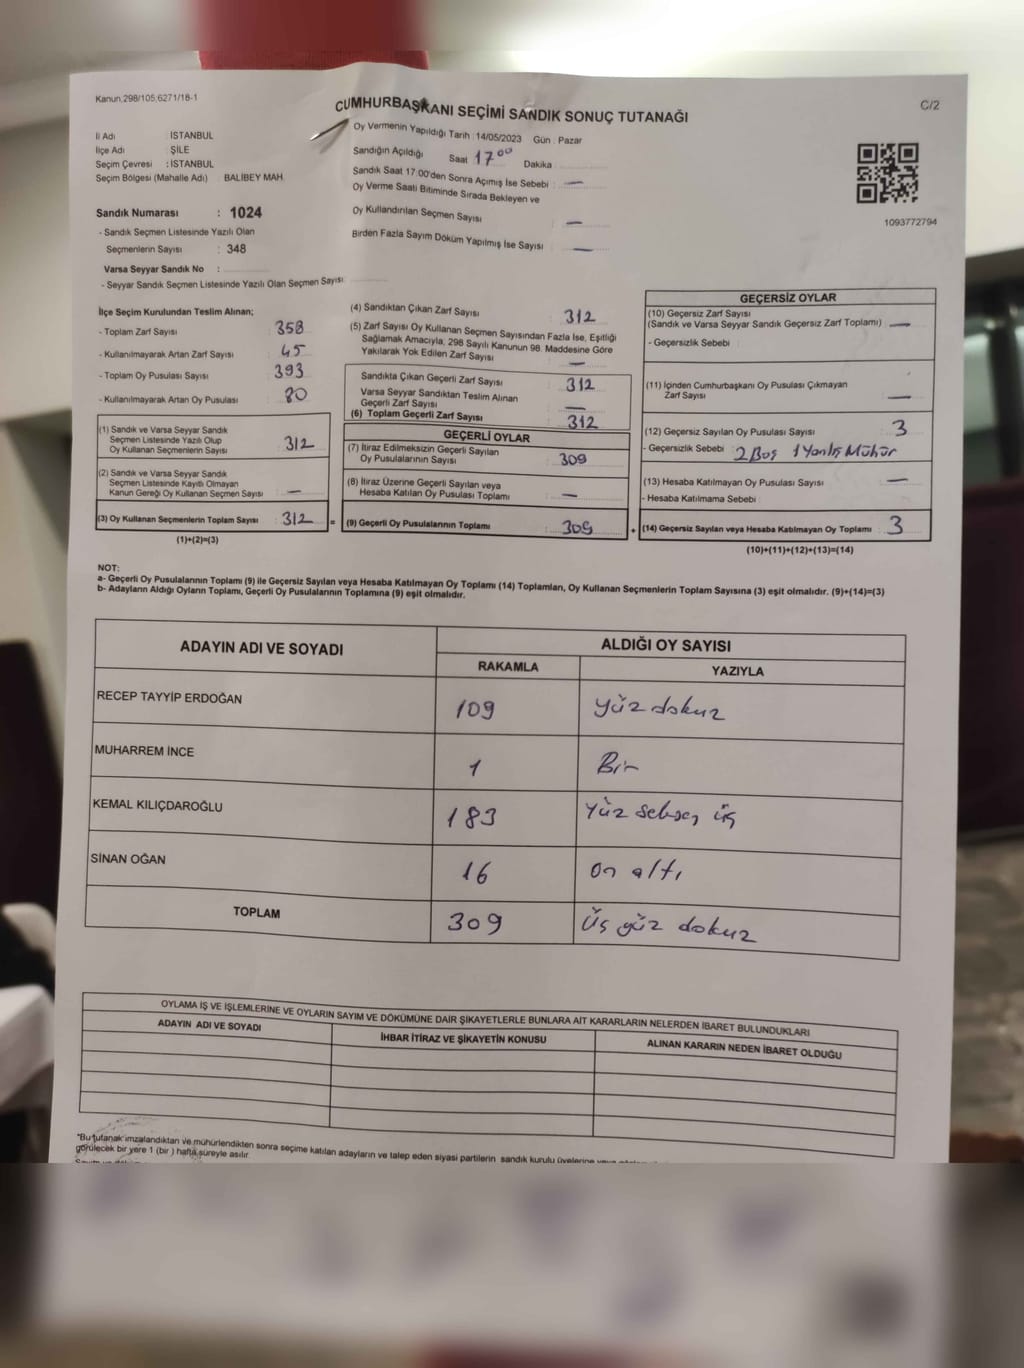 Kanun,298/105,6271/18-1
CUMHURBAŞKANI SEÇİMİ SANDIK SONUÇ TUTANAĞI
C/2
İl Adı : İSTANBUL
İlçe Adı : ŞİLE
Seçim Çevresi : İSTANBUL
Seçim Bölgesi (Mahalle Adı) : BALİBEY MAH.
Oy Vermenin Yapıldığı Tarih : 14/05/2023 Gün : Pazar
Sandığın Açıldığı Saat 17 00 Dakika
Sandık Saat 17:00'den Sonra Açımış İse Sebebi : —
Oy Verme Saati Bitiminde Sırada Bekleyen ve
Oy Kullandırılan Seçmen Sayısı : —
Birden Fazla Sayım Döküm Yapılmış İse Sayısı : —
1093772794
Sandık Numarası : 1024
- Sandık Seçmen Listesinde Yazılı Olan
Seçmenlerin Sayısı : 348
Varsa Seyyar Sandık No :
- Seyyar Sandık Seçmen Listesinde Yazılı Olan Seçmen Sayısı:
İlçe Seçim Kurulundan Teslim Alınan;
- Toplam Zarf Sayısı : 358
- Kullanılmayarak Artan Zarf Sayısı : 45
- Toplam Oy Pusulası Sayısı : 393
- Kullanılmayarak Artan Oy Pusulası : 80
(1) Sandık ve Varsa Seyyar Sandık
Seçmen Listesinde Yazılı Olup
Oy Kullanan Seçmenlerin Sayısı : 312
(2) Sandık ve Varsa Seyyar Sandık
Seçmen Listesinde Kayıtlı Olmayan
Kanun Gereği Oy Kullanan Seçmen Sayısı : —
(3) Oy Kullanan Seçmenlerin Toplam Sayısı : 312 =
(1)+(2)=(3)
(4) Sandıktan Çıkan Zarf Sayısı : 312
(5) Zarf Sayısı Oy Kullanan Seçmen Sayısından Fazla İse, Eşitliği
Sağlamak Amacıyla, 298 Sayılı Kanunun 98. Maddesine Göre
Yakılarak Yok Edilen Zarf Sayısı : —
Sandıkta Çıkan Geçerli Zarf Sayısı : 312
Varsa Seyyar Sandıktan Teslim Alınan
Geçerli Zarf Sayısı : —
(6) Toplam Geçerli Zarf Sayısı : 312
GEÇERLİ OYLAR
(7) İtiraz Edilmeksizin Geçerli Sayılan
Oy Pusulalarının Sayısı : 309
(8) İtiraz Üzerine Geçerli Sayılan veya
Hesaba Katılan Oy Pusulası Toplamı : —
(9) Geçerli Oy Pusulalarının Toplamı : 309 +
GEÇERSİZ OYLAR
(10) Geçersiz Zarf Sayısı
(Sandık ve Varsa Seyyar Sandık Geçersiz Zarf Toplamı) : —
- Geçersizlik Sebebi :
(11) İçinden Cumhurbaşkanı Oy Pusulası Çıkmayan
Zarf Sayısı : —
(12) Geçersiz Sayılan Oy Pusulası Sayısı : 3
- Geçersizlik Sebebi : 2 Boş 1 Yanlış Mühür
(13) Hesaba Katılmayan Oy Pusulası Sayısı : —
- Hesaba Katılmama Sebebi :
(14) Geçersiz Sayılan veya Hesaba Katılmayan Oy Toplamı : 3
(10)+(11)+(12)+(13)=(14)
NOT:
a- Geçerli Oy Pusulalarının Toplamı (9) ile Geçersiz Sayılan veya Hesaba Katılmayan Oy Toplamı (14) Toplamları, Oy Kullanan Seçmenlerin Toplam Sayısına (3) eşit olmalıdır. (9)+(14)=(3)
b- Adayların Aldığı Oyların Toplamı, Geçerli Oy Pusulalarının Toplamına (9) eşit olmalıdır.
ADAYIN ADI VE SOYADI
ALDIĞI OY SAYISI
RAKAMLA YAZIYLA
RECEP TAYYİP ERDOĞAN 109 yüz dokuz
MUHARREM İNCE 1 Bir
KEMAL KILIÇDAROĞLU 183 yüz seksen üç
SİNAN OĞAN 16 on altı
TOPLAM 309 Üç yüz dokuz
OYLAMA İŞ VE İŞLEMLERİNE VE OYLARIN SAYIM VE DÖKÜMÜNE DAİR ŞİKAYETLERLE BUNLARA AİT KARARLARIN NELERDEN İBARET BULUNDUKLARI
ADAYIN ADI VE SOYADI
İHBAR İTİRAZ VE ŞİKAYETİN KONUSU
ALINAN KARARIN NEDEN İBARET OLDUĞU
"Bu tutanak imzalandıktan ve mühürlendikten sonra seçime katılan adayların ve talep eden siyasi partilerin sandık kurulu üyelerine
görülecek bir yere 1 (bir ) hafta süreyle asılır.